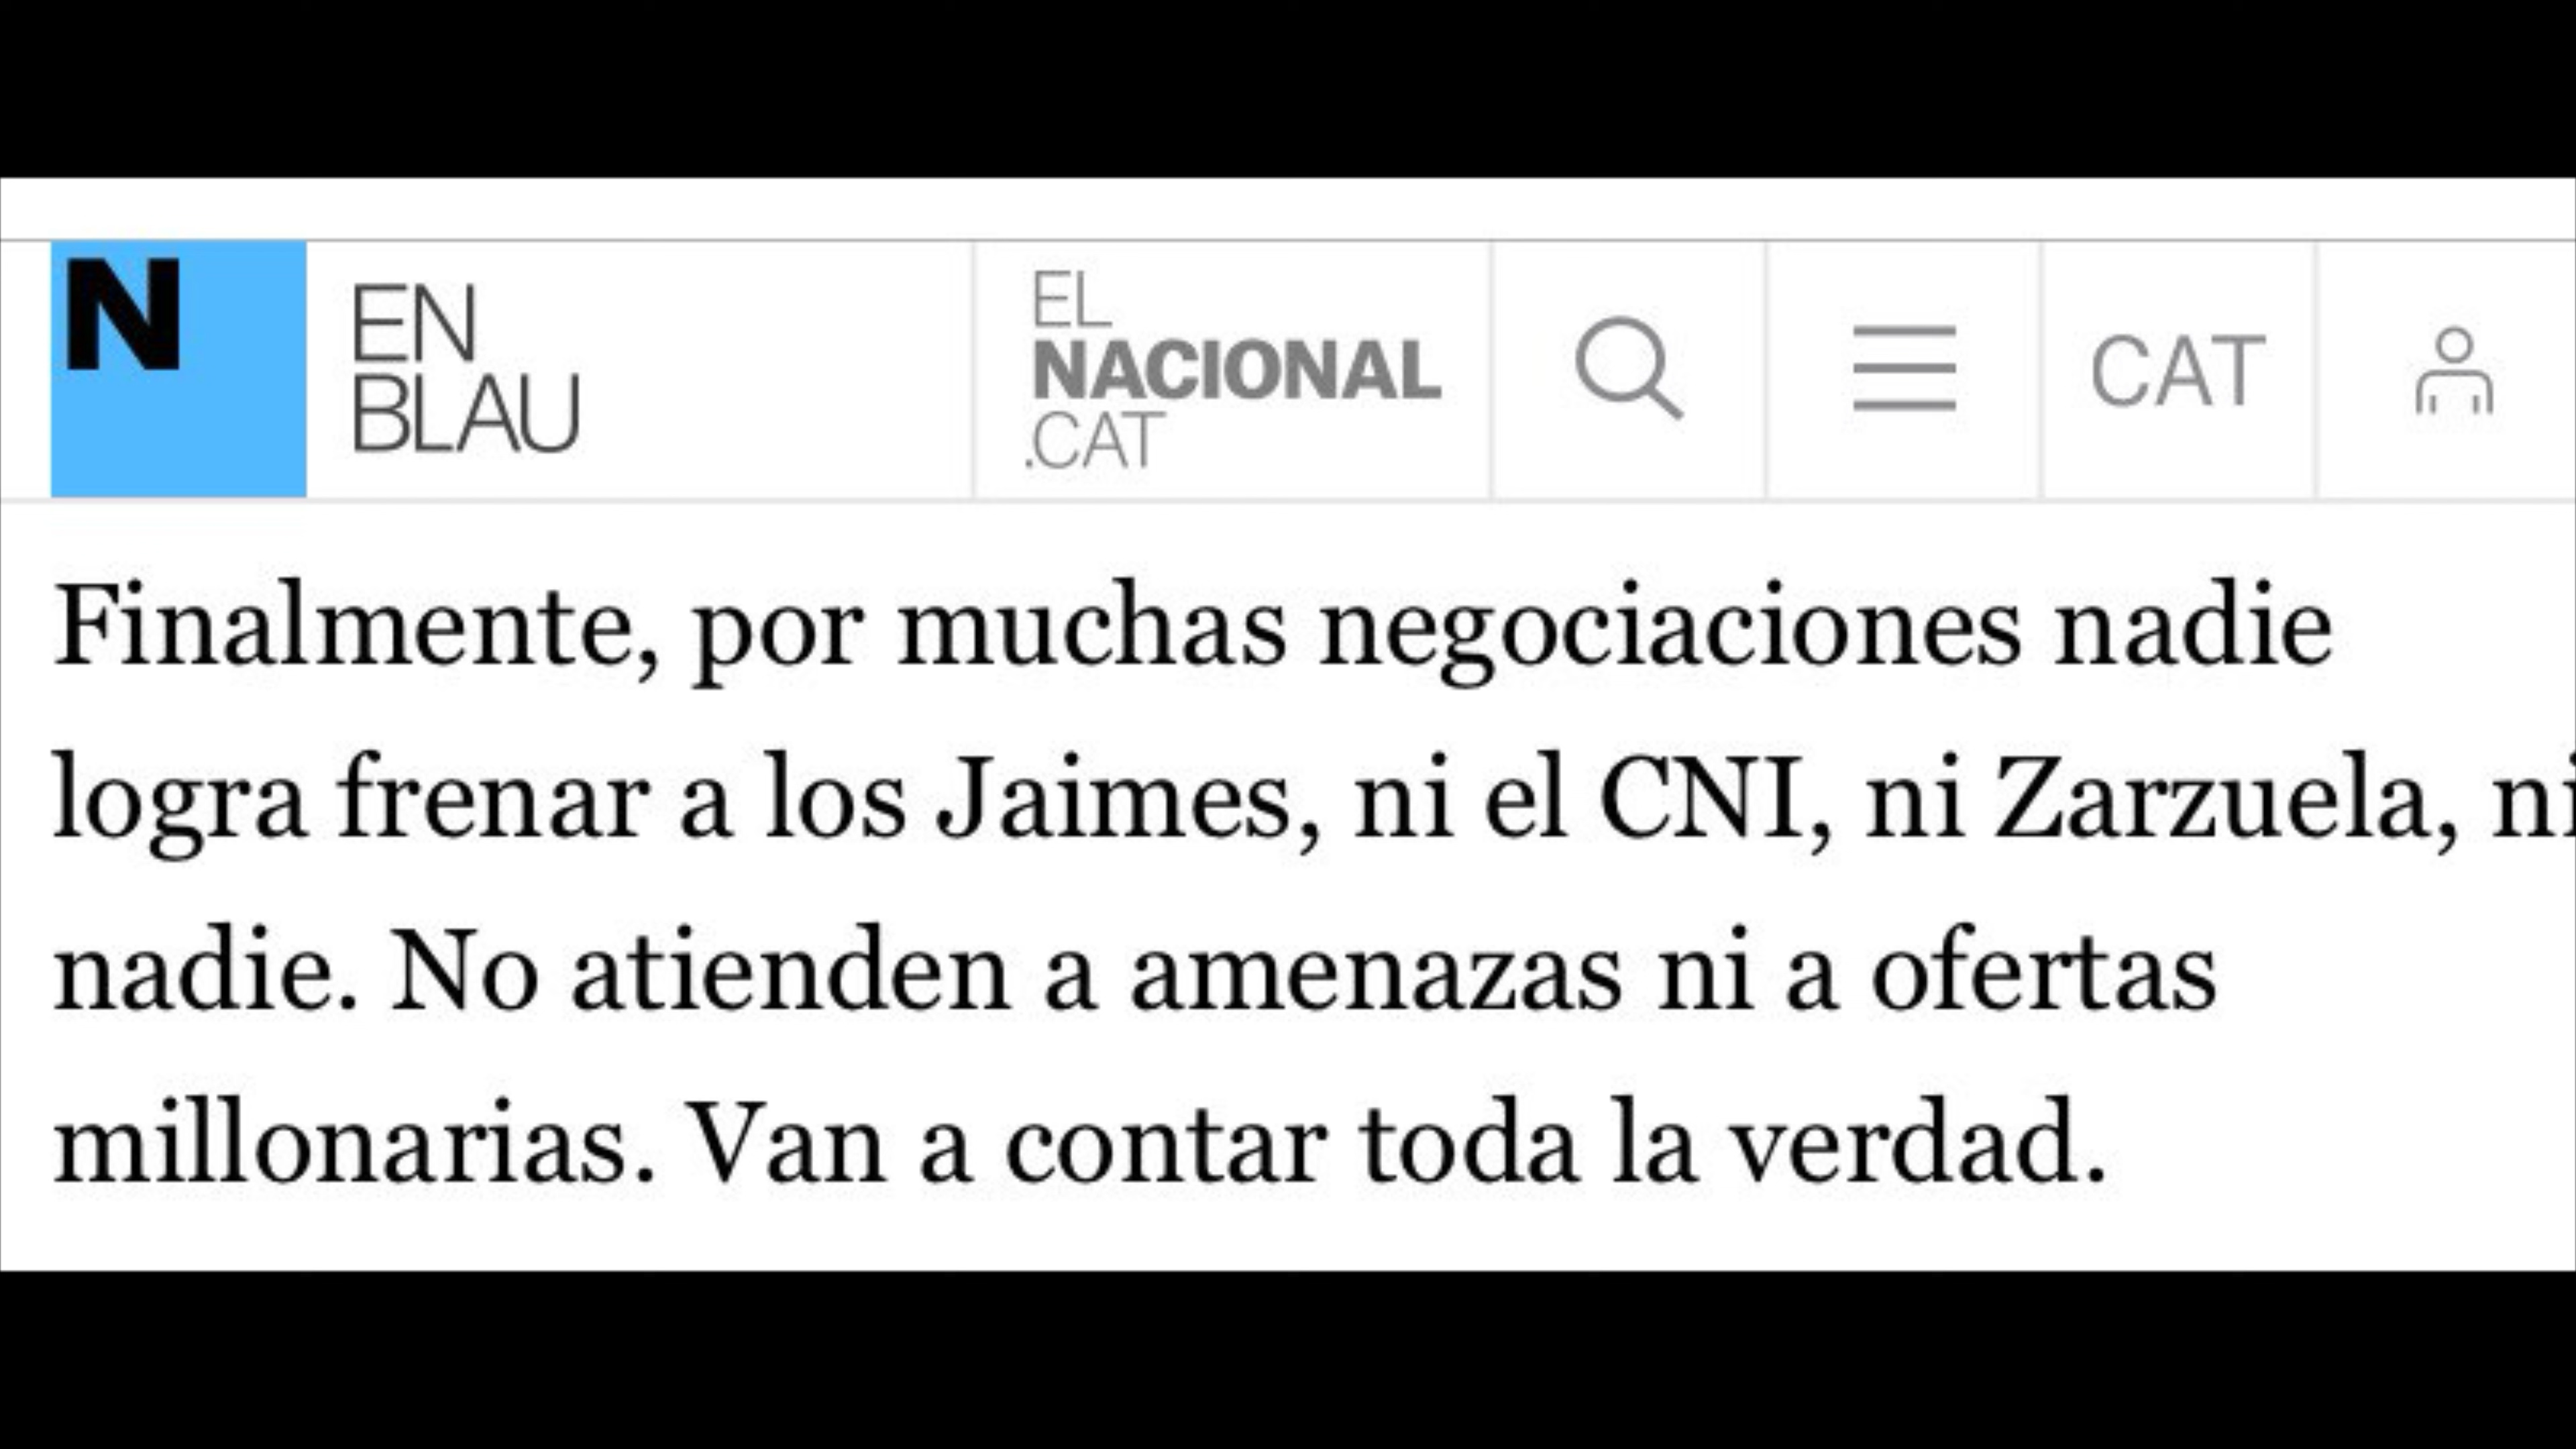 N
EN
BLAU
EL
NACIONAL
.CAT
CAT
Finalmente, por muchas negociaciones nadie
logra frenar a los Jaimes, ni el CNI, ni Zarzuela, ni
nadie. No atienden a amenazas ni a ofertas
millonarias. Van a contar toda la verdad.